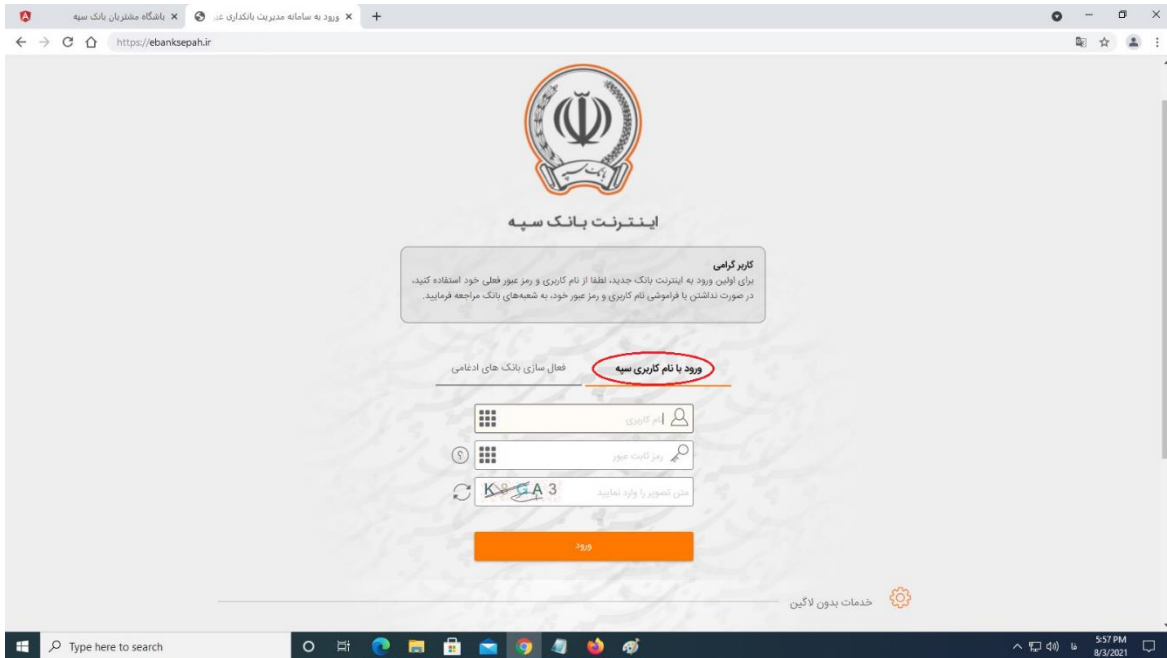 باشگاه مشتریان بانک سپه
ورود به سامانه مدیریت بانکداری
https://ebanksepah.ir
بانک سپه
اینترنت بانک سپه
کاربر گرامی
برای اولین ورود به اینترنت بانک جدید، لطفا از نام کاربری و رمز عبور فعلی خود استفاده کنید،
در صورت نداشتن یا فراموشی نام کاربری و رمز عبور خود، به شعبه‌های بانک مراجعه فرمایید.
ورود با نام کاربری سپه
فعال سازی بانک های ادغامی
نام کاربری
رمز ثابت عبور
متن تصویر را وارد نمایید
K8GA3
ورود
خدمات بدون لاگین
Type here to search
فا
5:57 PM
8/3/2021